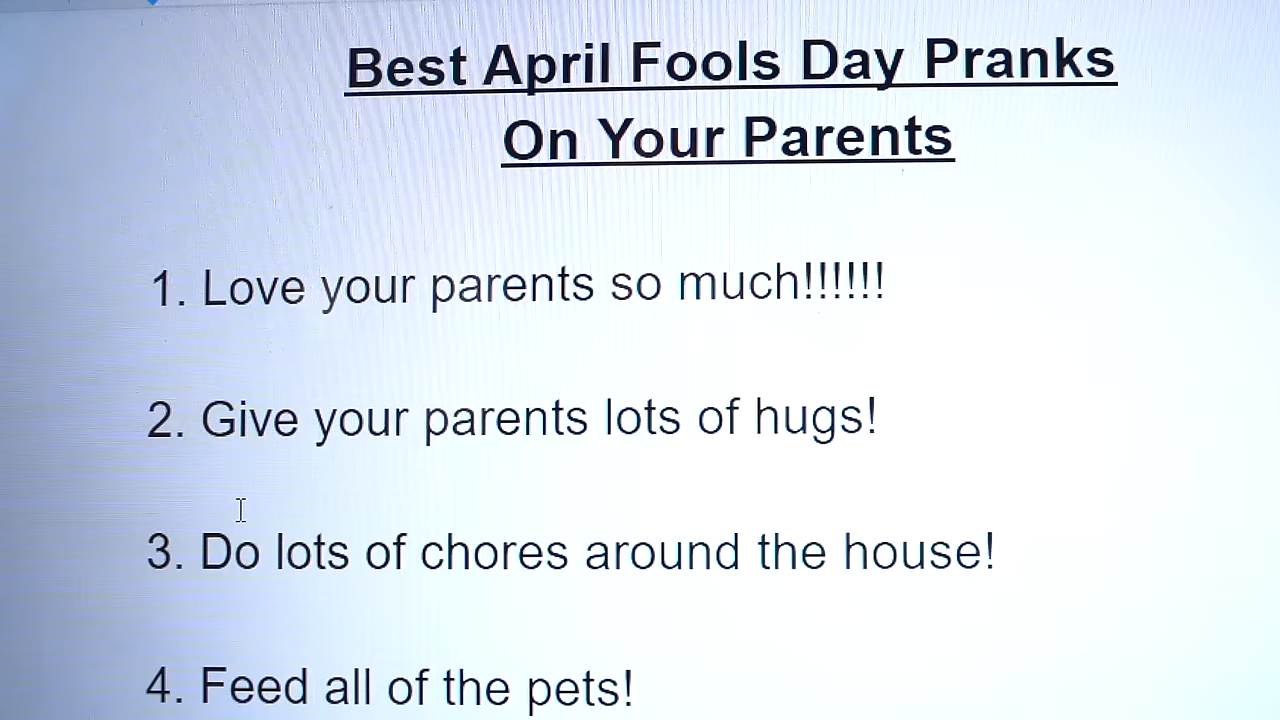 Best April Fools Day Pranks
On Your Parents
1. Love your parents so much!!!!!!
2. Give your parents lots of hugs!
3. Do lots of chores around the house!
4. Feed all of the pets!